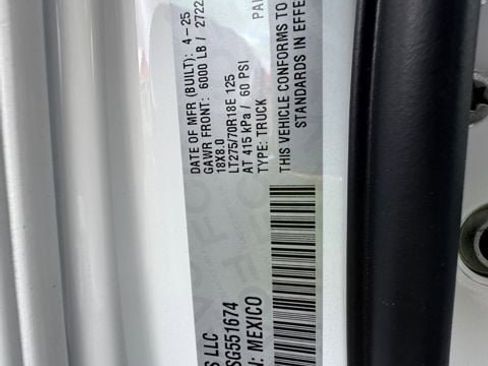 S LLC
SG551674
N: MEXICO
DATE OF MFR (BUILT): 4-25
GAWR FRONT: 6000 LB / 2722
18X8.0
LT275/70R18E 125
AT 415 kPa / 60 PSI
TYPE: TRUCK
THIS VEHICLE CONFORMS TO
STANDARDS IN EFFE